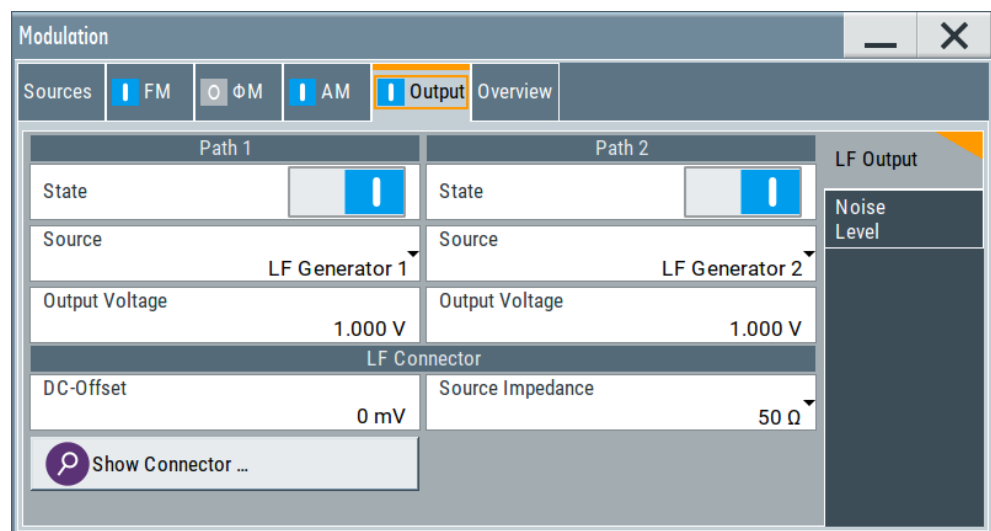 Modulation
Sources FM ΦM AM Output Overview
Path 1 Path 2
LF Output
State State
Noise
Level
Source Source
LF Generator 1 LF Generator 2
Output Voltage Output Voltage
1.000 V 1.000 V
LF Connector
DC-Offset Source Impedance
0 mV 50 Ω
Show Connector ...